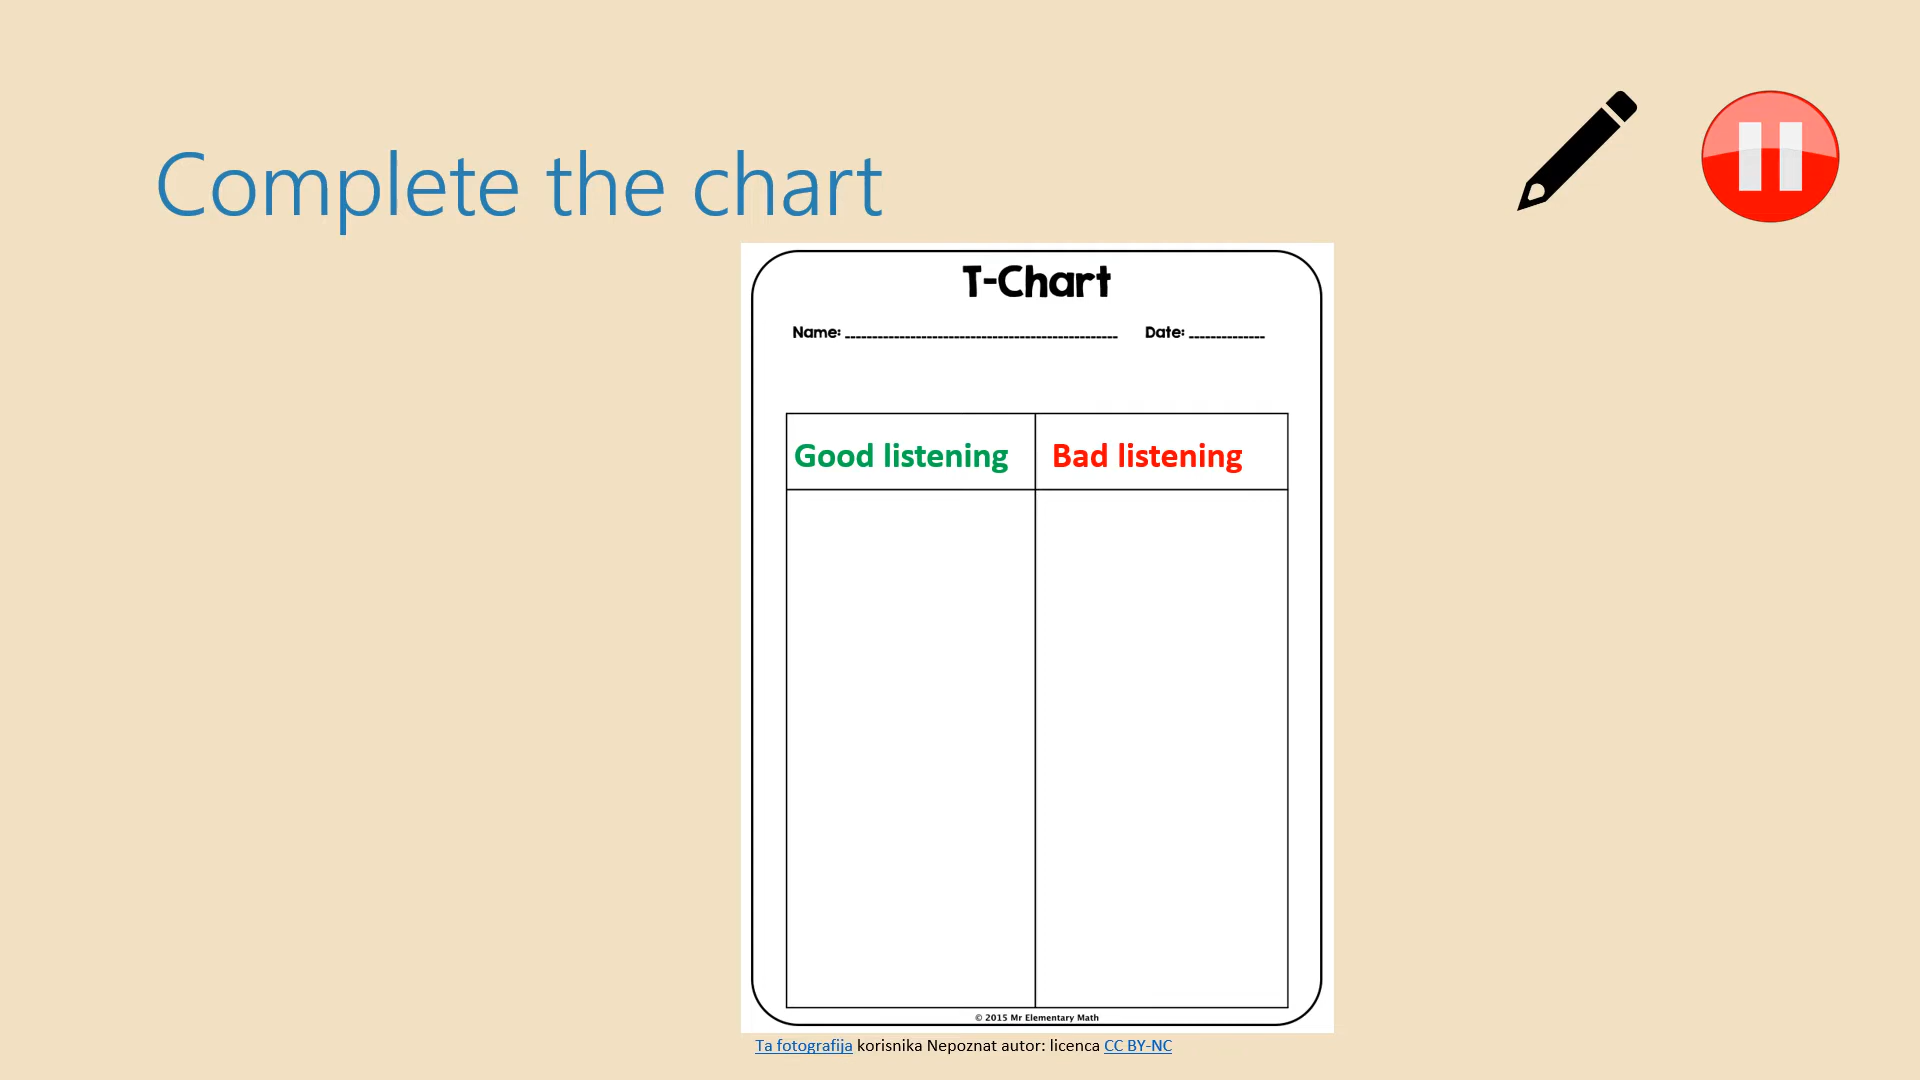 Complete the chart
T-Chart
Name: Date:
Good listening Bad listening
© 2015 Mr Elementary Math
Ta fotografija korisnika Nepoznat autor: licenca CC BY-NC